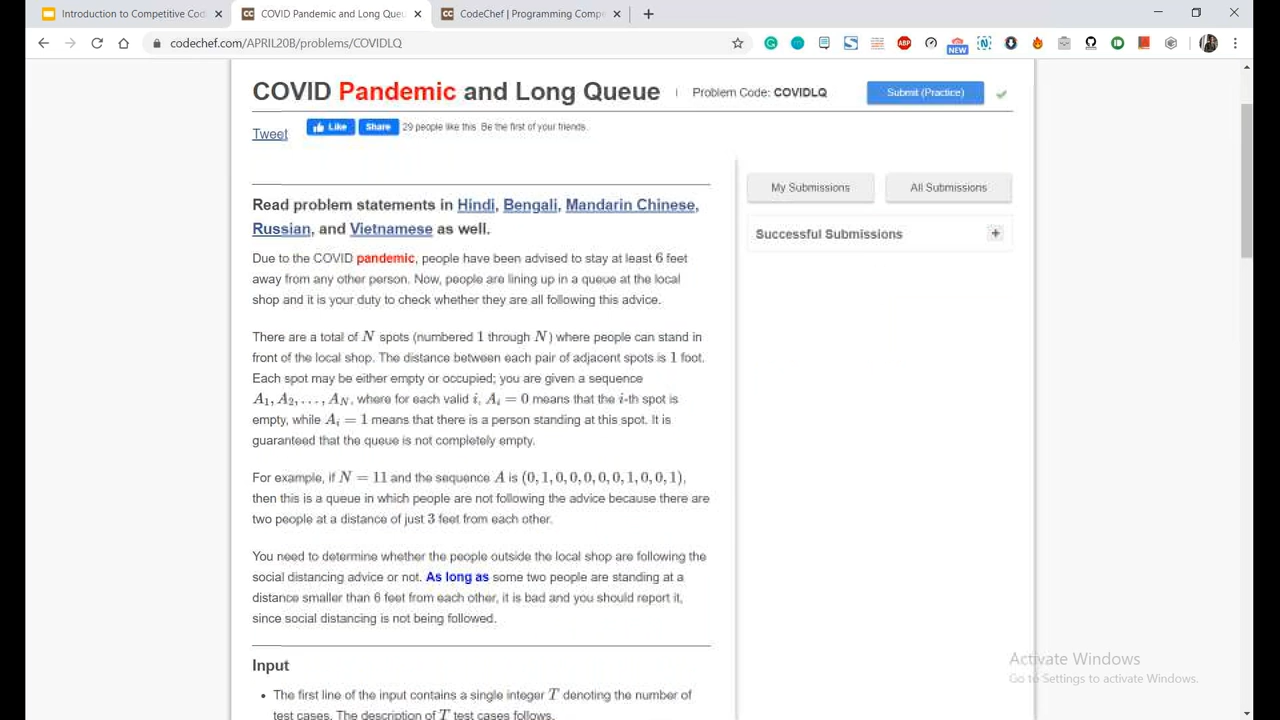 Introduction to Competitive Cod
COVID Pandemic and Long Queu
CodeChef | Programming Compe
codechef.com/APRIL20B/problems/COVIDLQ
ABP
NEW
COVID Pandemic and Long Queue
Problem Code: COVIDLQ
Submit (Practice)
Tweet
Like
Share
29 people like this. Be the first of your friends.
My Submissions
All Submissions
Successful Submissions
+
Read problem statements in Hindi, Bengali, Mandarin Chinese,
Russian, and Vietnamese as well.
Due to the COVID pandemic, people have been advised to stay at least 6 feet
away from any other person. Now, people are lining up in a queue at the local
shop and it is your duty to check whether they are all following this advice.
There are a total of N spots (numbered 1 through N) where people can stand in
front of the local shop. The distance between each pair of adjacent spots is 1 foot.
Each spot may be either empty or occupied; you are given a sequence
A₁, A₂, . . . , A_N, where for each valid i, Aᵢ = 0 means that the i-th spot is
empty, while Aᵢ = 1 means that there is a person standing at this spot. It is
guaranteed that the queue is not completely empty.
For example, if N = 11 and the sequence A is (0, 1, 0, 0, 0, 0, 0, 1, 0, 0, 1),
then this is a queue in which people are not following the advice because there are
two people at a distance of just 3 feet from each other.
You need to determine whether the people outside the local shop are following the
social distancing advice or not. As long as some two people are standing at a
distance smaller than 6 feet from each other, it is bad and you should report it,
since social distancing is not being followed.
Input
• The first line of the input contains a single integer T denoting the number of
test cases. The description of T test cases follows.
Activate Windows
Go to Settings to activate Windows.